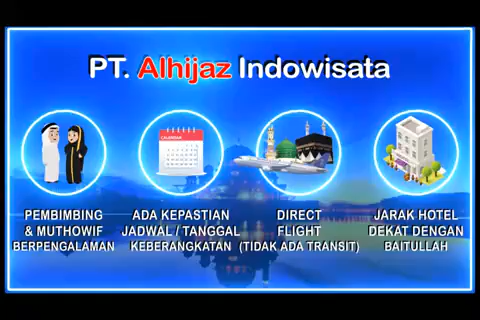 PT. Alhijaz Indowisata
CALENDAR
PEMBIMBING
& MUTHOWIF
BERPENGALAMAN
ADA KEPASTIAN
JADWAL / TANGGAL
KEBERANGKATAN
DIRECT
FLIGHT
(TIDAK ADA TRANSIT)
JARAK HOTEL
DEKAT DENGAN
BAITULLAH